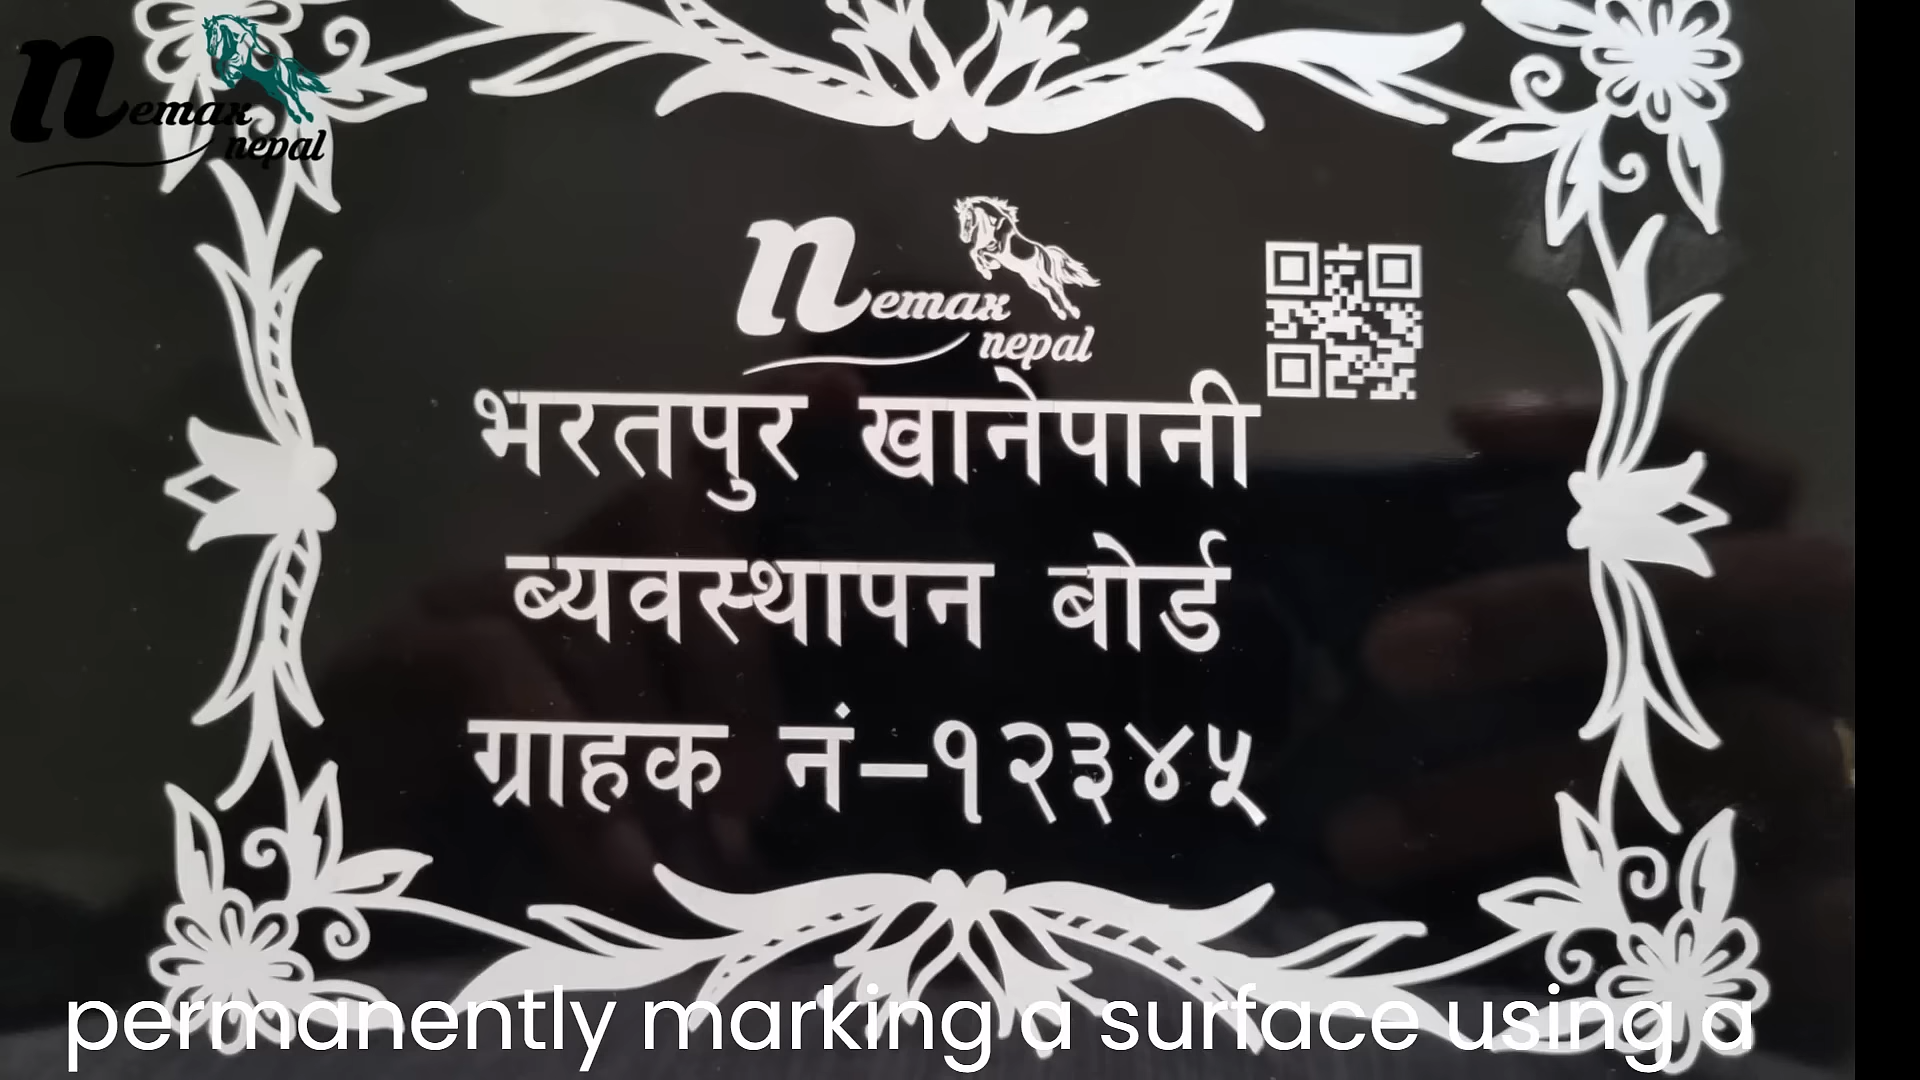 nemax
nepal
nemax
nepal
भरतपुर खानेपानी
ब्यवस्थापन बोर्ड
ग्राहक नं–१२३४५
permanently marking a surface using a